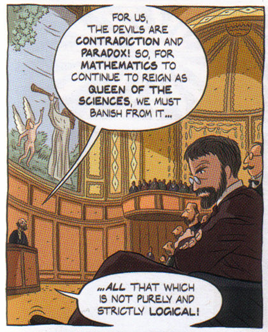 FOR US,
THE DEVILS ARE
CONTRADICTION AND
PARADOX! SO, FOR
MATHEMATICS TO
CONTINUE TO REIGN AS
QUEEN OF THE
SCIENCES, WE MUST
BANISH FROM IT...
...ALL THAT WHICH
IS NOT PURELY AND
STRICTLY LOGICAL!